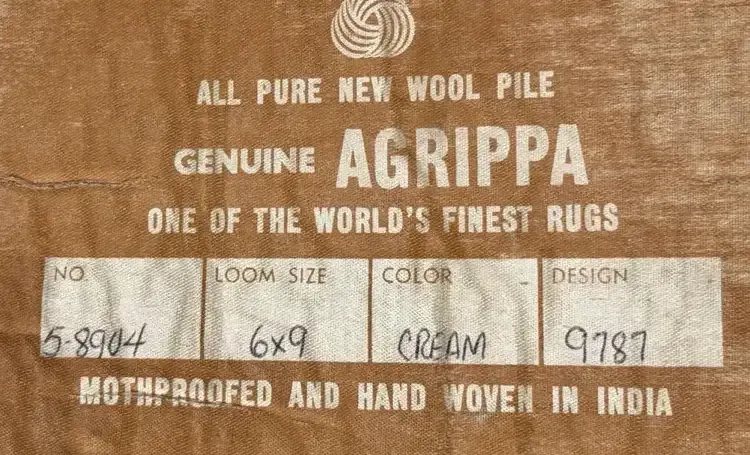 ALL PURE NEW WOOL PILE
GENUINE AGRIPPA
ONE OF THE WORLD'S FINEST RUGS
NO. LOOM SIZE COLOR DESIGN
5-8904 6x9 CREAM 9787
MOTHPROOFED AND HAND WOVEN IN INDIA